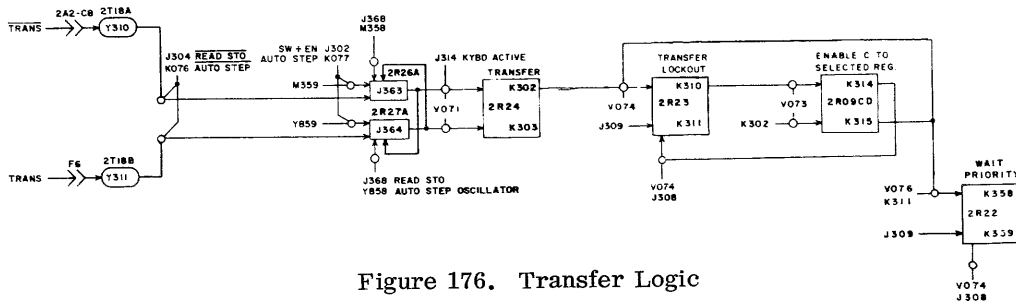 TRANS
2A2-C8
2T18A
Y310
J304 READ STO
K076 AUTO STEP
SW + EN
AUTO STEP
J302
K077
J368
M358
M359
2R26A
J363
Y859
2R27A
J364
J368 READ STO
Y858 AUTO STEP OSCILLATOR
TRANS
F6
2T18B
Y311
J314 KYBD ACTIVE
V071
TRANSFER
K302
2R24
K303
V074
J309
TRANSFER
LOCKOUT
K310
2R23
K311
V074
J308
V073
K302
ENABLE C TO
SELECTED REG.
K314
2R09CD
K315
V076
K311
J309
WAIT
PRIORITY
K358
2R22
K359
V074
J308
Figure 176. Transfer Logic